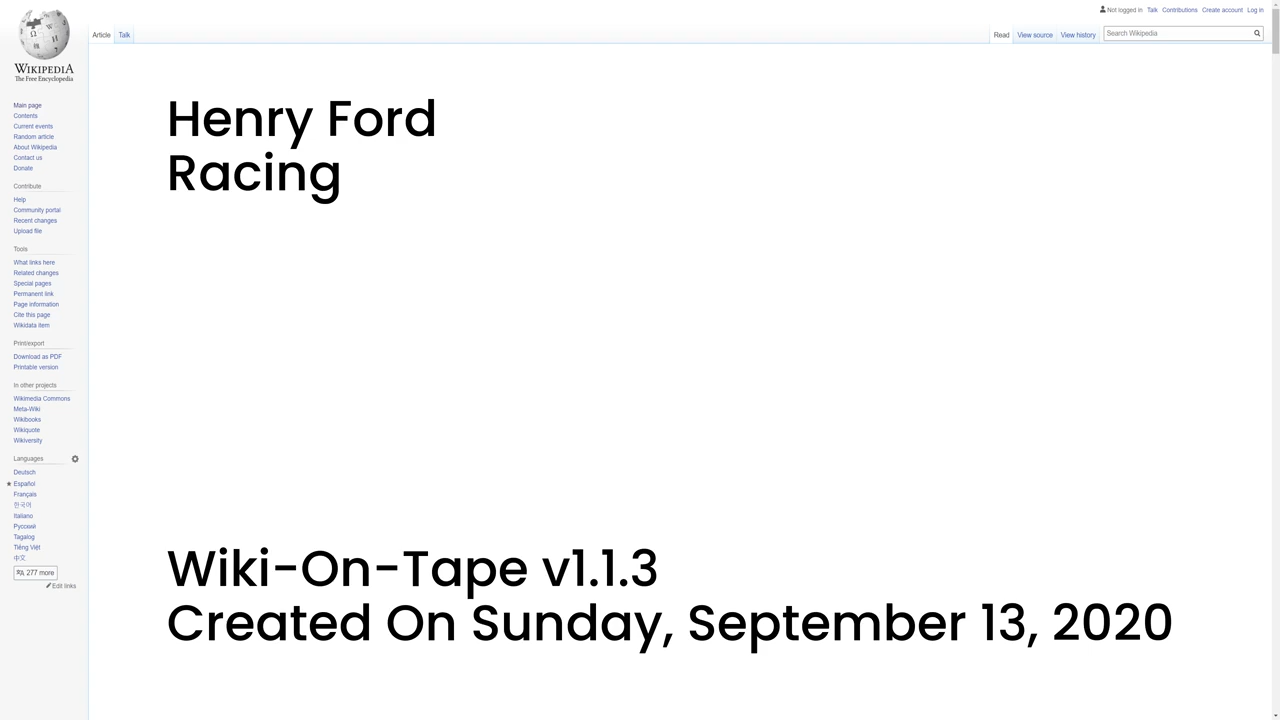 Not logged in Talk Contributions Create account Log in
Article Talk Read View source View history Search Wikipedia
WIKIPEDIA
The Free Encyclopedia
Main page
Contents
Current events
Random article
About Wikipedia
Contact us
Donate
Contribute
Help
Community portal
Recent changes
Upload file
Tools
What links here
Related changes
Special pages
Permanent link
Page information
Cite this page
Wikidata item
Print/export
Download as PDF
Printable version
In other projects
Wikimedia Commons
Meta-Wiki
Wikibooks
Wikiquote
Wikiversity
Languages
Deutsch
Español
Français
한국어
Italiano
Русский
Tagalog
Tiếng Việt
中文
277 more
Edit links
Henry Ford
Racing
Wiki-On-Tape v1.1.3
Created On Sunday, September 13, 2020